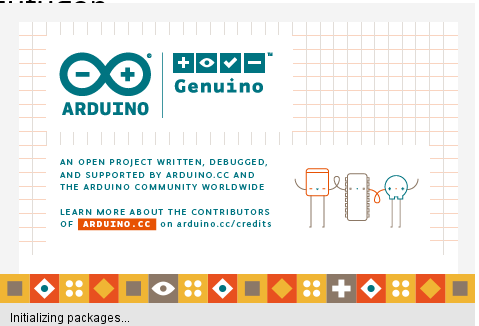 ARDUINO
Genuino
AN OPEN PROJECT WRITTEN, DEBUGGED,
AND SUPPORTED BY ARDUINO.CC AND
THE ARDUINO COMMUNITY WORLDWIDE
LEARN MORE ABOUT THE CONTRIBUTORS
OF ARDUINO.CC on arduino.cc/credits
Initializing packages...